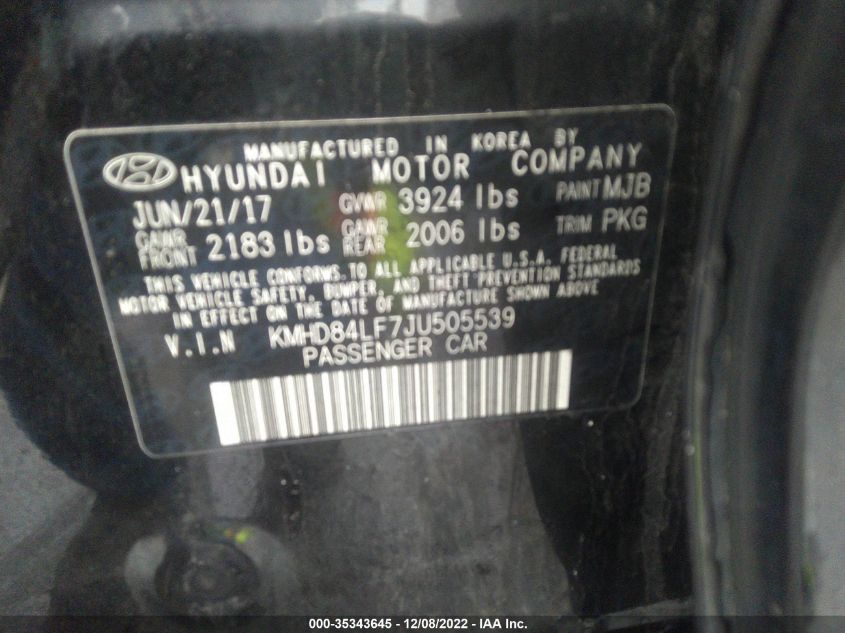 MANUFACTURED IN KOREA BY
HYUNDAI MOTOR COMPANY
JUN/21/17 GVWR 3924 lbs PAINT MJB
GAWR FRONT 2183 lbs GAWR REAR 2006 lbs TRIM PKG
THIS VEHICLE CONFORMS TO ALL APPLICABLE U.S.A. FEDERAL
MOTOR VEHICLE SAFETY, BUMPER, AND THEFT PREVENTION STANDARDS
IN EFFECT ON THE DATE OF MANUFACTURE SHOWN ABOVE
V.I.N KMHD84LF7JU505539
PASSENGER CAR
000-35343645 - 12/08/2022 - IAA Inc.